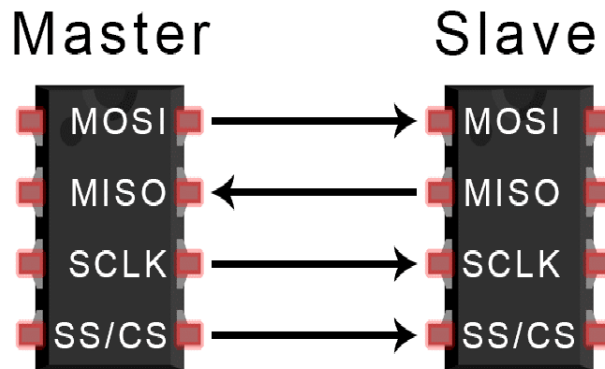 Master Slave
MOSI MOSI
MISO MISO
SCLK SCLK
SS/CS SS/CS